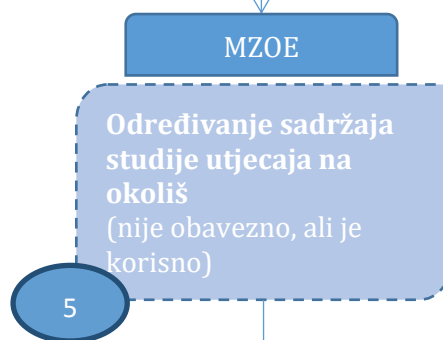 MZOE
Određivanje sadržaja
studije utjecaja na
okoliš
(nije obavezno, ali je
korisno)
5